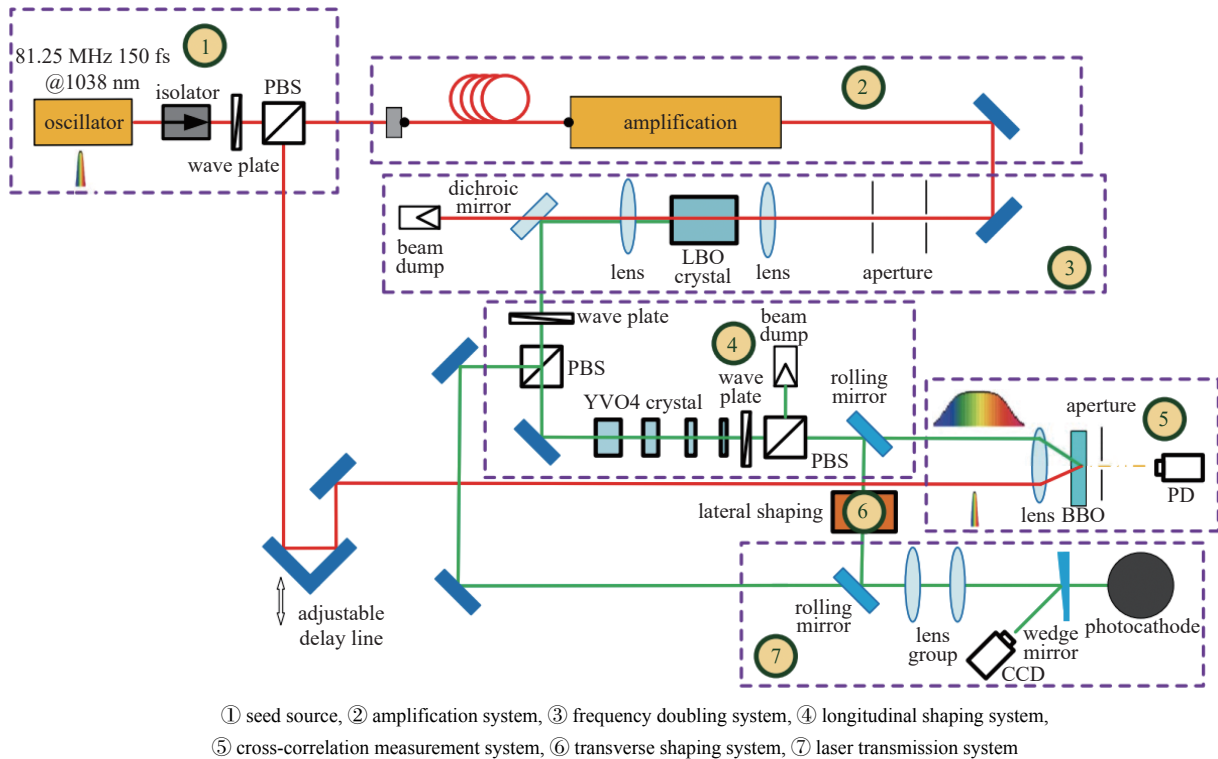 ①
81.25 MHz 150 fs
@1038 nm
isolator
PBS
oscillator
wave plate
②
amplification
dichroic
mirror
beam
dump
lens
LBO
crystal
lens
aperture
③
wave plate
beam
dump
④
PBS
wave
plate
rolling
mirror
YVO4 crystal
PBS
aperture
⑤
lens
BBO
PD
lateral shaping
⑥
adjustable
delay line
rolling
mirror
lens
group
wedge
mirror
photocathode
CCD
⑦
① seed source, ② amplification system, ③ frequency doubling system, ④ longitudinal shaping system,
⑤ cross-correlation measurement system, ⑥ transverse shaping system, ⑦ laser transmission system